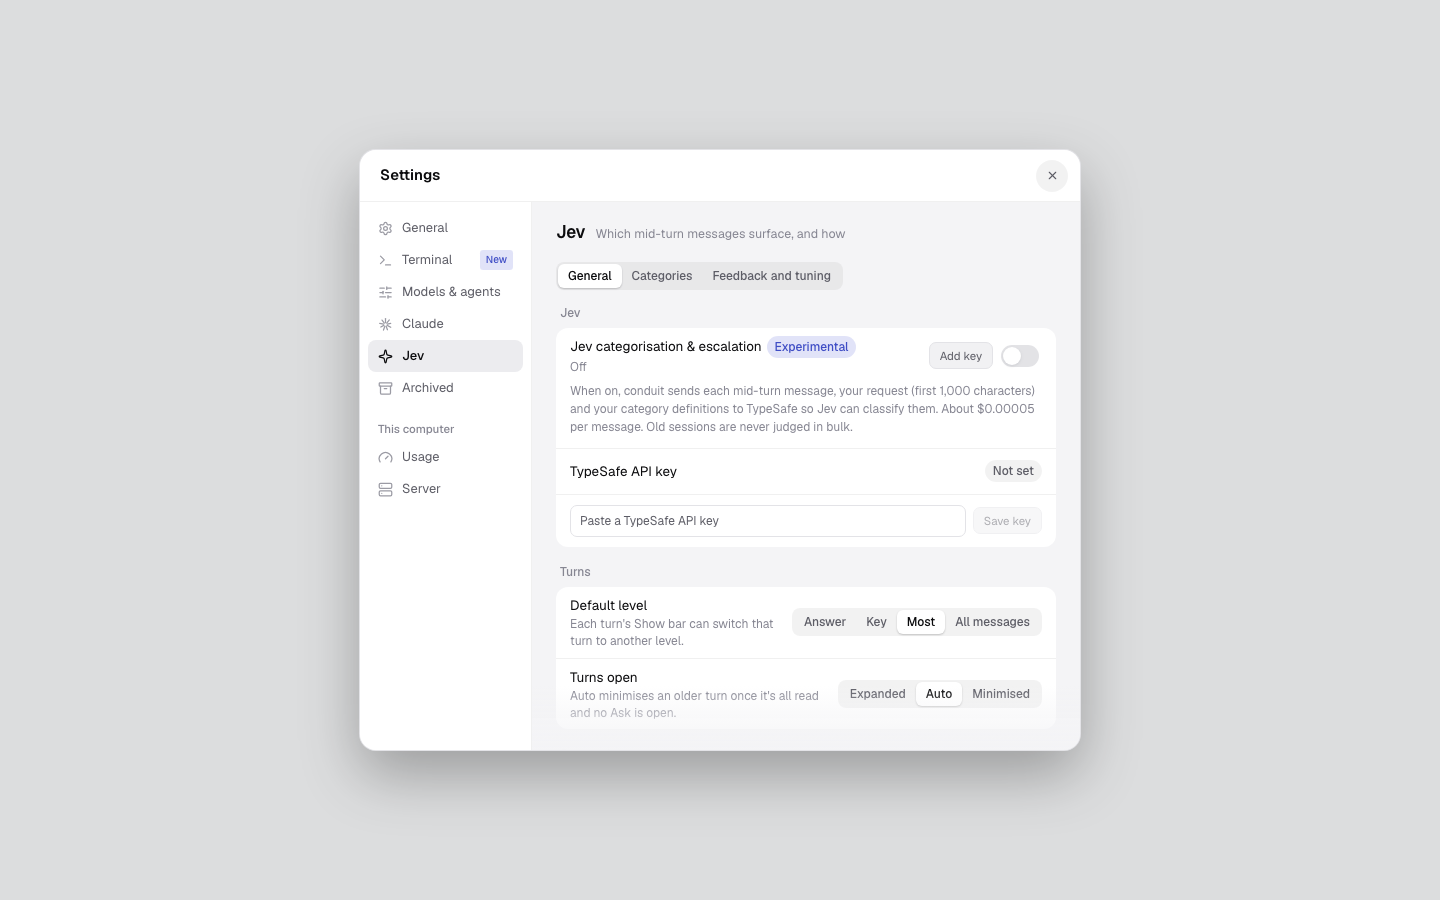 Settings
General
Terminal New
Models & agents
Claude
Jev
Archived
This computer
Usage
Server
Jev Which mid-turn messages surface, and how
General Categories Feedback and tuning
Jev
Jev categorisation & escalation Experimental
Off
Add key
When on, conduit sends each mid-turn message, your request (first 1,000 characters)
and your category definitions to TypeSafe so Jev can classify them. About $0.00005
per message. Old sessions are never judged in bulk.
TypeSafe API key Not set
Paste a TypeSafe API key Save key
Turns
Default level
Each turn's Show bar can switch that
turn to another level.
Answer Key Most All messages
Turns open
Auto minimises an older turn once it's all read
and no Ask is open.
Expanded Auto Minimised